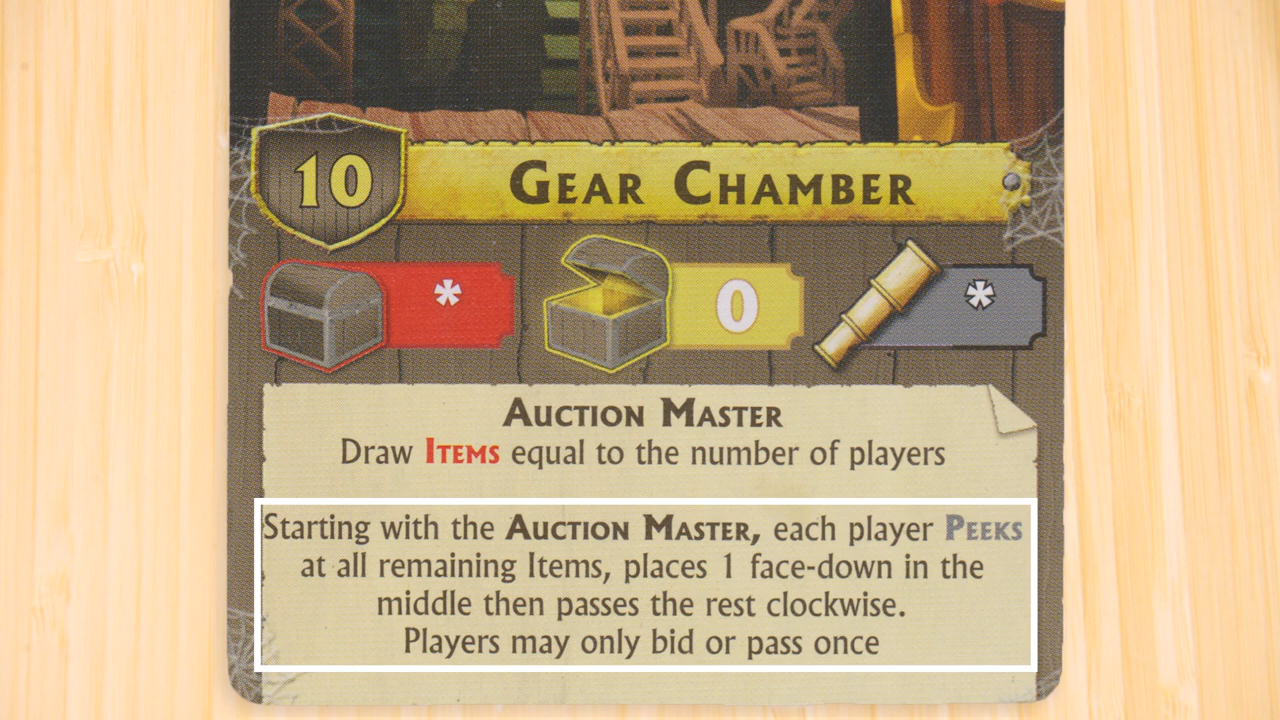 10
GEAR CHAMBER
* 0 *
AUCTION MASTER
Draw ITEMS equal to the number of players
Starting with the AUCTION MASTER, each player PEEKS
at all remaining Items, places 1 face-down in the
middle then passes the rest clockwise.
Players may only bid or pass once